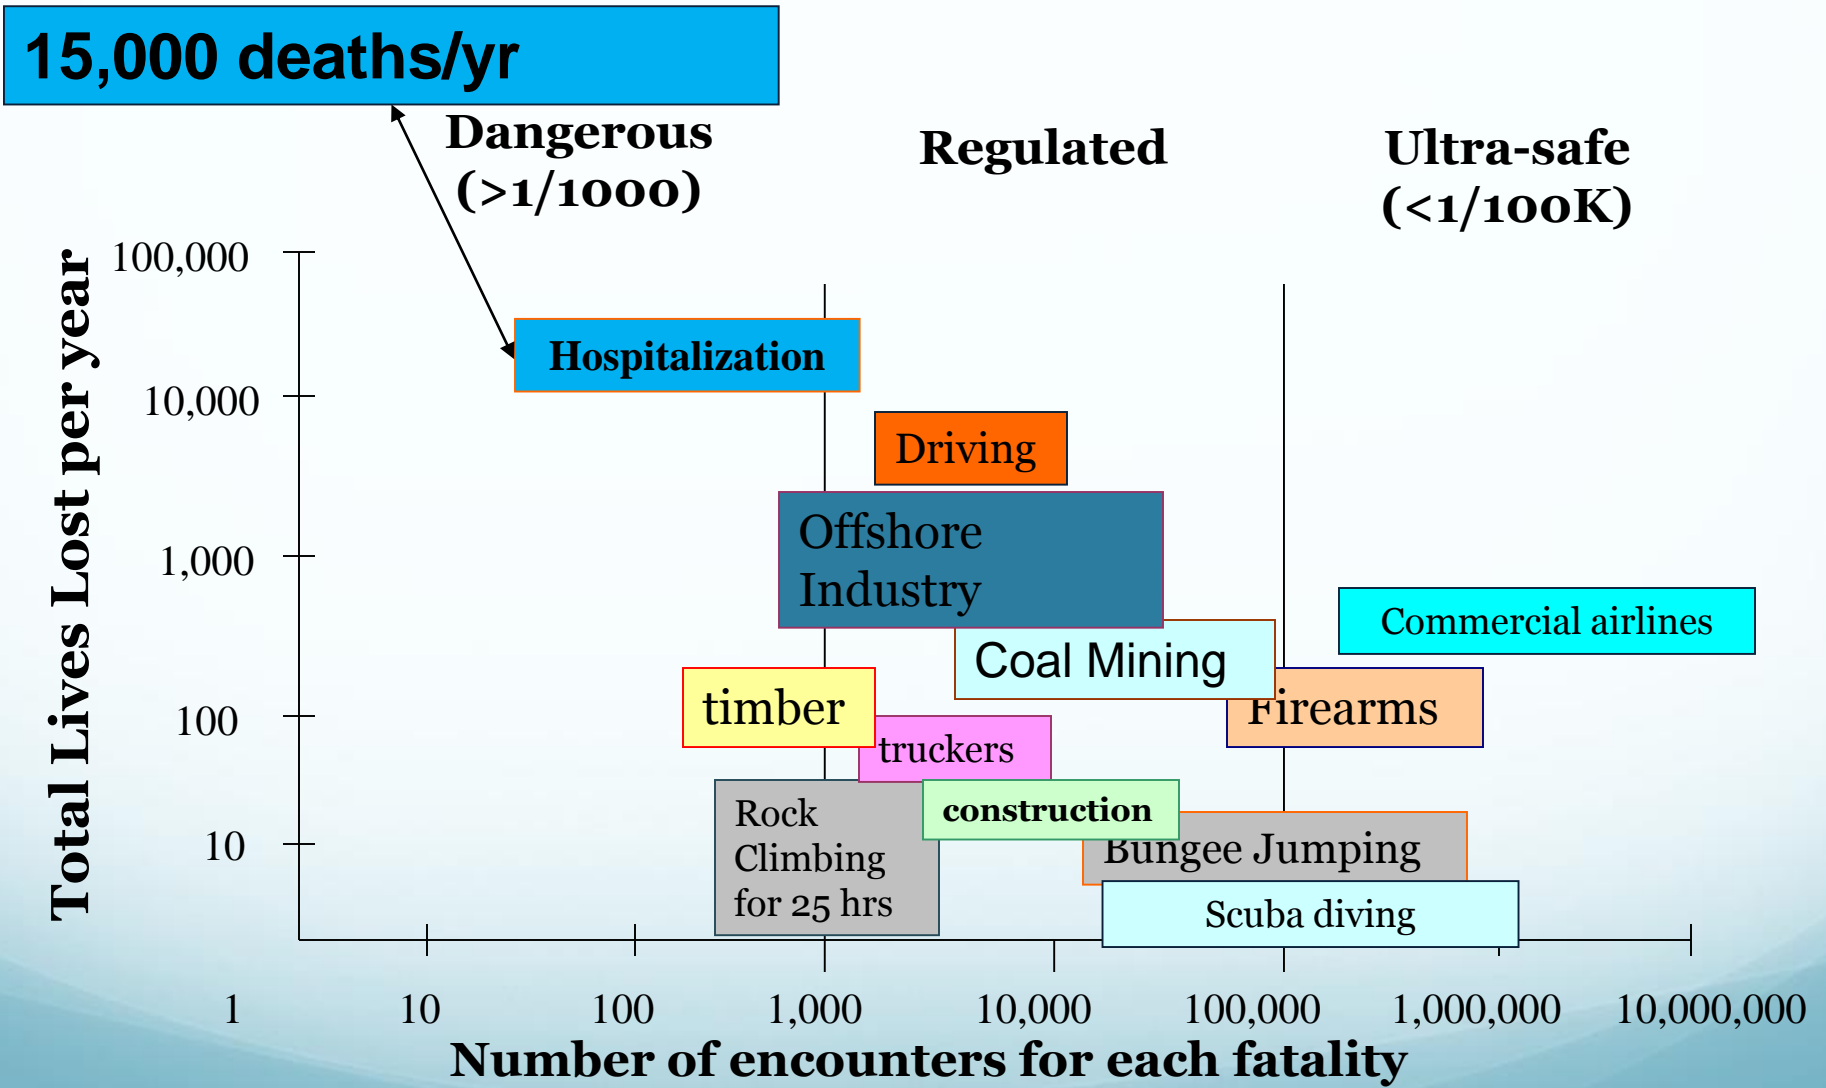 15,000 deaths/yr
Dangerous
(>1/1000)
Regulated
Ultra-safe
(<1/100K)
Total Lives Lost per year
100,000
10,000
1,000
100
10
Hospitalization
Driving
Offshore
Industry
Commercial airlines
Coal Mining
timber
Firearms
truckers
Rock
Climbing
for 25 hrs
construction
Bungee Jumping
Scuba diving
1
10
100
1,000
10,000
100,000
1,000,000
10,000,000
Number of encounters for each fatality